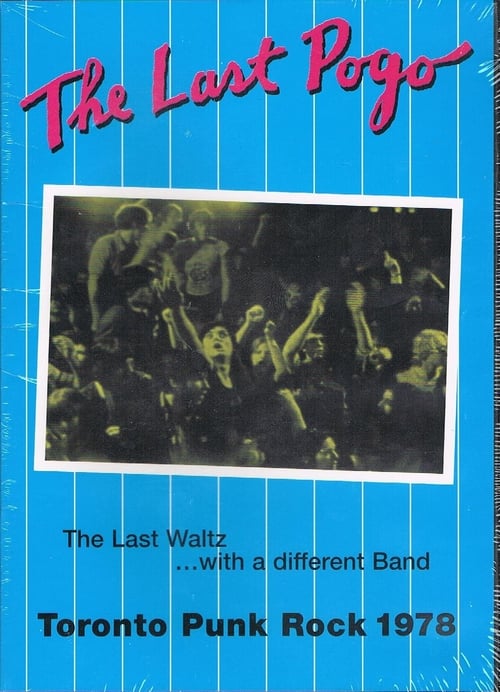 The Last Pogo
The Last Waltz
...with a different Band
Toronto Punk Rock 1978